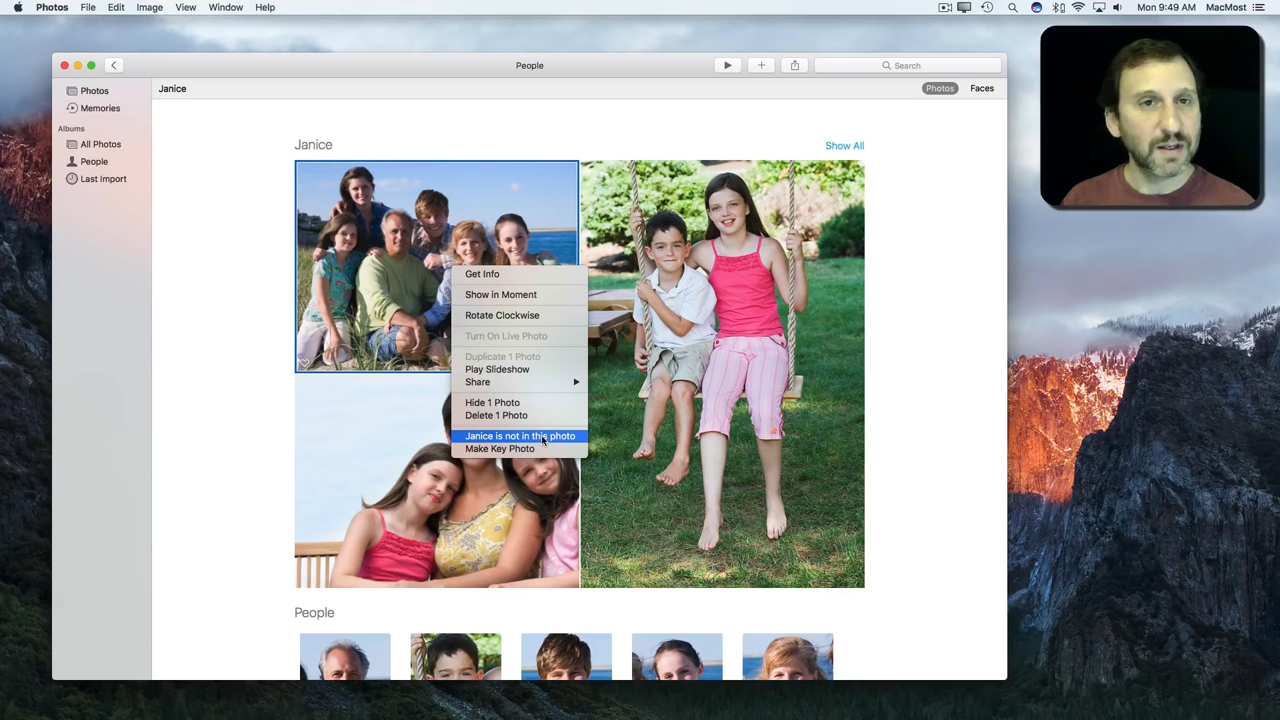 Photos File Edit Image View Window Help
Mon 9:49 AM MacMost
People
Search
Photos
Memories
Albums
All Photos
People
Last Import
Janice
Photos Faces
Janice
Show All
Get Info
Show in Moment
Rotate Clockwise
Turn On Live Photo
Duplicate 1 Photo
Play Slideshow
Share
Hide 1 Photo
Delete 1 Photo
Janice is not in this photo
Make Key Photo
People